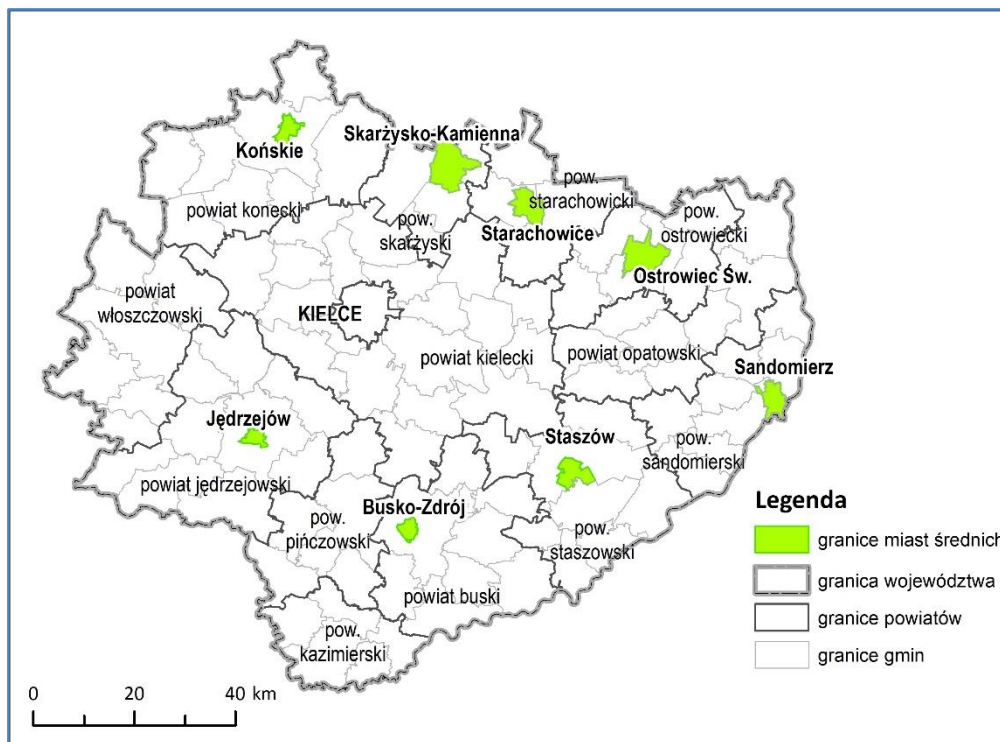 Skarżysko-Kamienna
Końskie
pow.
starachowicki
powiat konecki
pow.
skarżyski
Starachowice
pow.
ostrowiecki
Ostrowiec Św.
powiat
włoszczowski
KIELCE
powiat kielecki
powiat opatowski
Sandomierz
Jędrzejów
Staszów
pow.
sandomierski
powiat jędrzejowski
Busko-Zdrój
pow.
pińczowski
pow.
staszowski
powiat buski
pow.
kazimierski
Legenda
granice miast średnich
granica województwa
granice powiatów
granice gmin
0 20 40 km